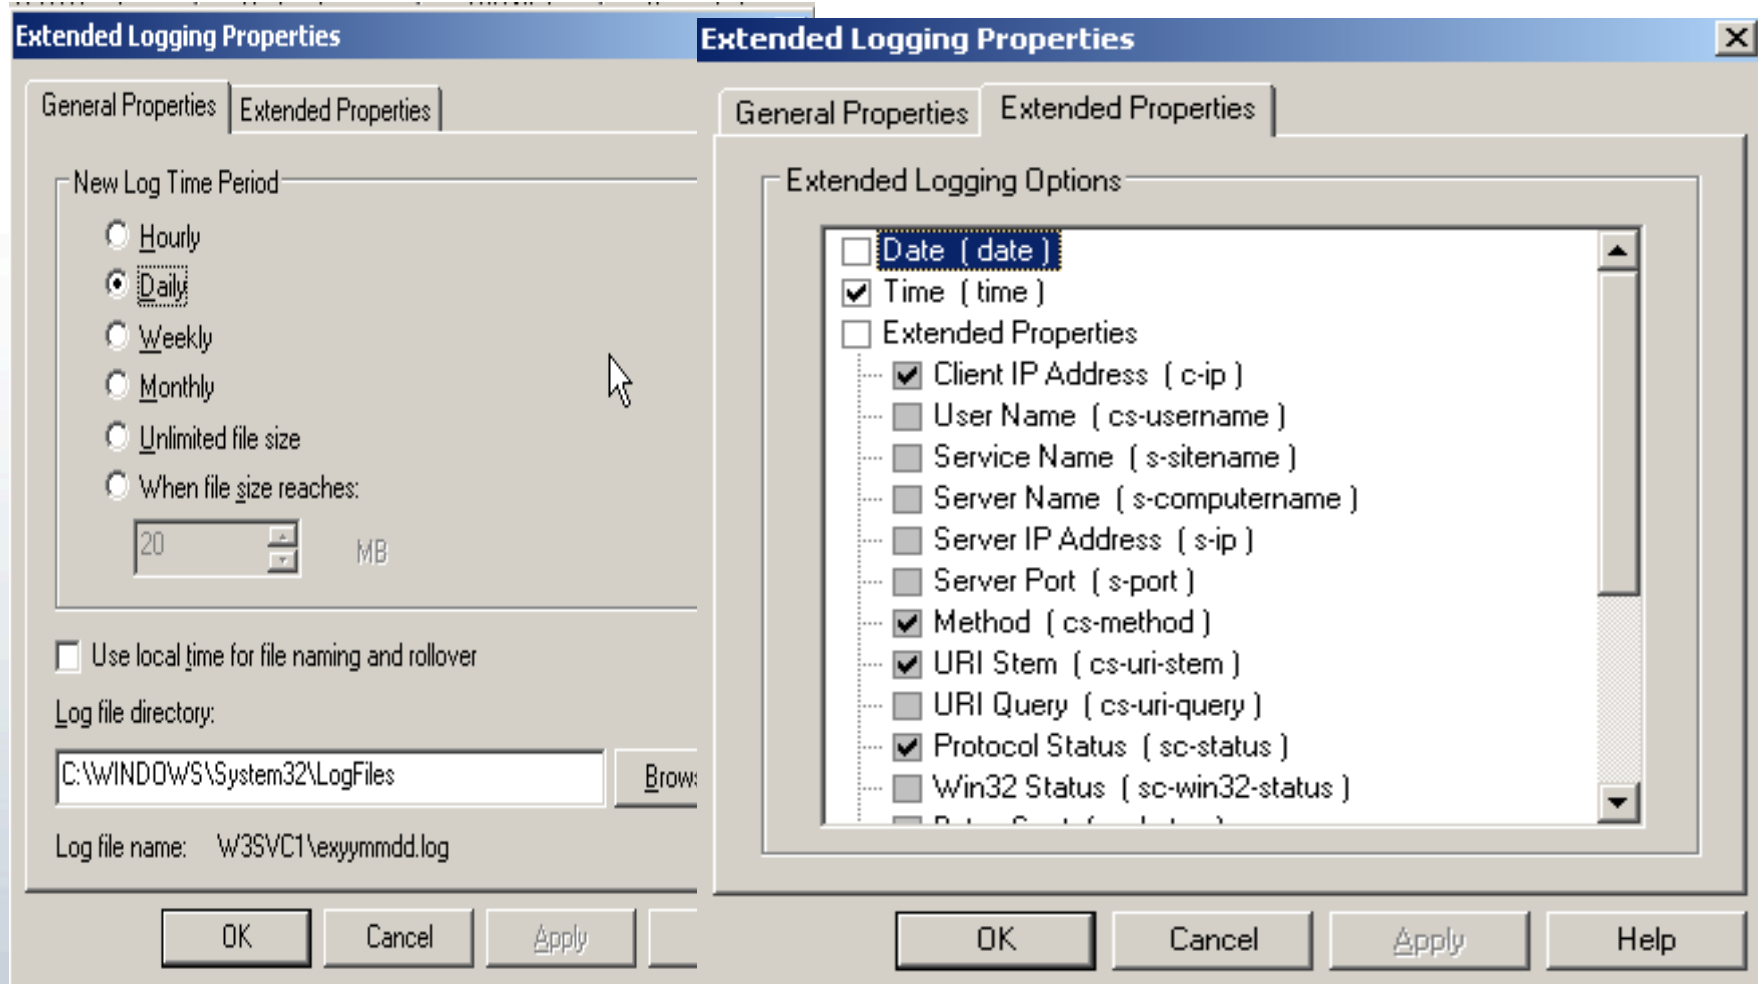 Extended Logging Properties
General Properties
Extended Properties
New Log Time Period
Hourly
Daily
Weekly
Monthly
Unlimited file size
When file size reaches:
20
MB
Use local time for file naming and rollover
Log file directory:
C:\WINDOWS\System32\LogFiles
Log file name: W3SVC1\exyymmdd.log
OK
Cancel
Apply
Extended Logging Properties
General Properties
Extended Properties
Extended Logging Options
Date ( date )
Time ( time )
Extended Properties
Client IP Address ( c-ip )
User Name ( cs-username )
Service Name ( s-sitename )
Server Name ( s-computername )
Server IP Address ( s-ip )
Server Port ( s-port )
Method ( cs-method )
URI Stem ( cs-uri-stem )
URI Query ( cs-uri-query )
Protocol Status ( sc-status )
Win32 Status ( sc-win32-status )
OK
Cancel
Apply
Help